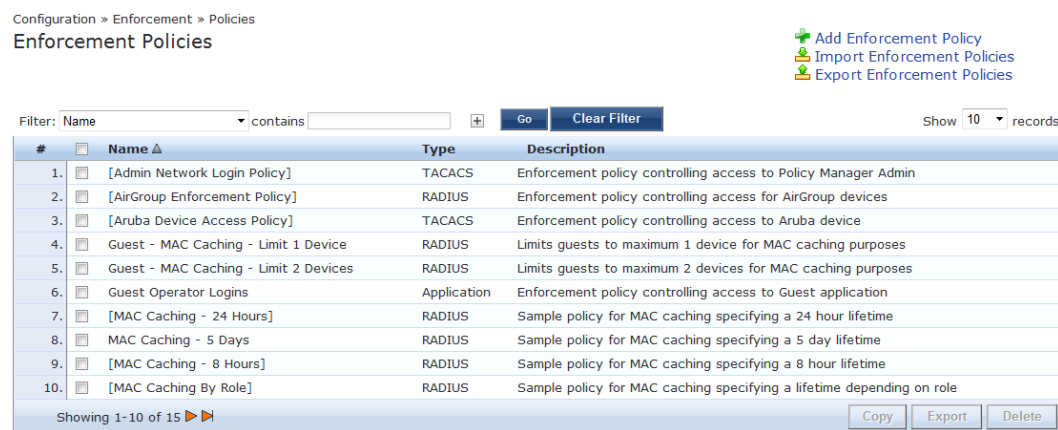 Configuration » Enforcement » Policies
Enforcement Policies
Add Enforcement Policy
Import Enforcement Policies
Export Enforcement Policies
Filter: Name contains + Go Clear Filter Show 10 records
# Name Type Description
1. [Admin Network Login Policy] TACACS Enforcement policy controlling access to Policy Manager Admin
2. [AirGroup Enforcement Policy] RADIUS Enforcement policy controlling access for AirGroup devices
3. [Aruba Device Access Policy] TACACS Enforcement policy controlling access to Aruba device
4. Guest - MAC Caching - Limit 1 Device RADIUS Limits guests to maximum 1 device for MAC caching purposes
5. Guest - MAC Caching - Limit 2 Devices RADIUS Limits guests to maximum 2 devices for MAC caching purposes
6. Guest Operator Logins Application Enforcement policy controlling access to Guest application
7. [MAC Caching - 24 Hours] RADIUS Sample policy for MAC caching specifying a 24 hour lifetime
8. MAC Caching - 5 Days RADIUS Sample policy for MAC caching specifying a 5 day lifetime
9. [MAC Caching - 8 Hours] RADIUS Sample policy for MAC caching specifying a 8 hour lifetime
10. [MAC Caching By Role] RADIUS Sample policy for MAC caching specifying a lifetime depending on role
Showing 1-10 of 15 Copy Export Delete